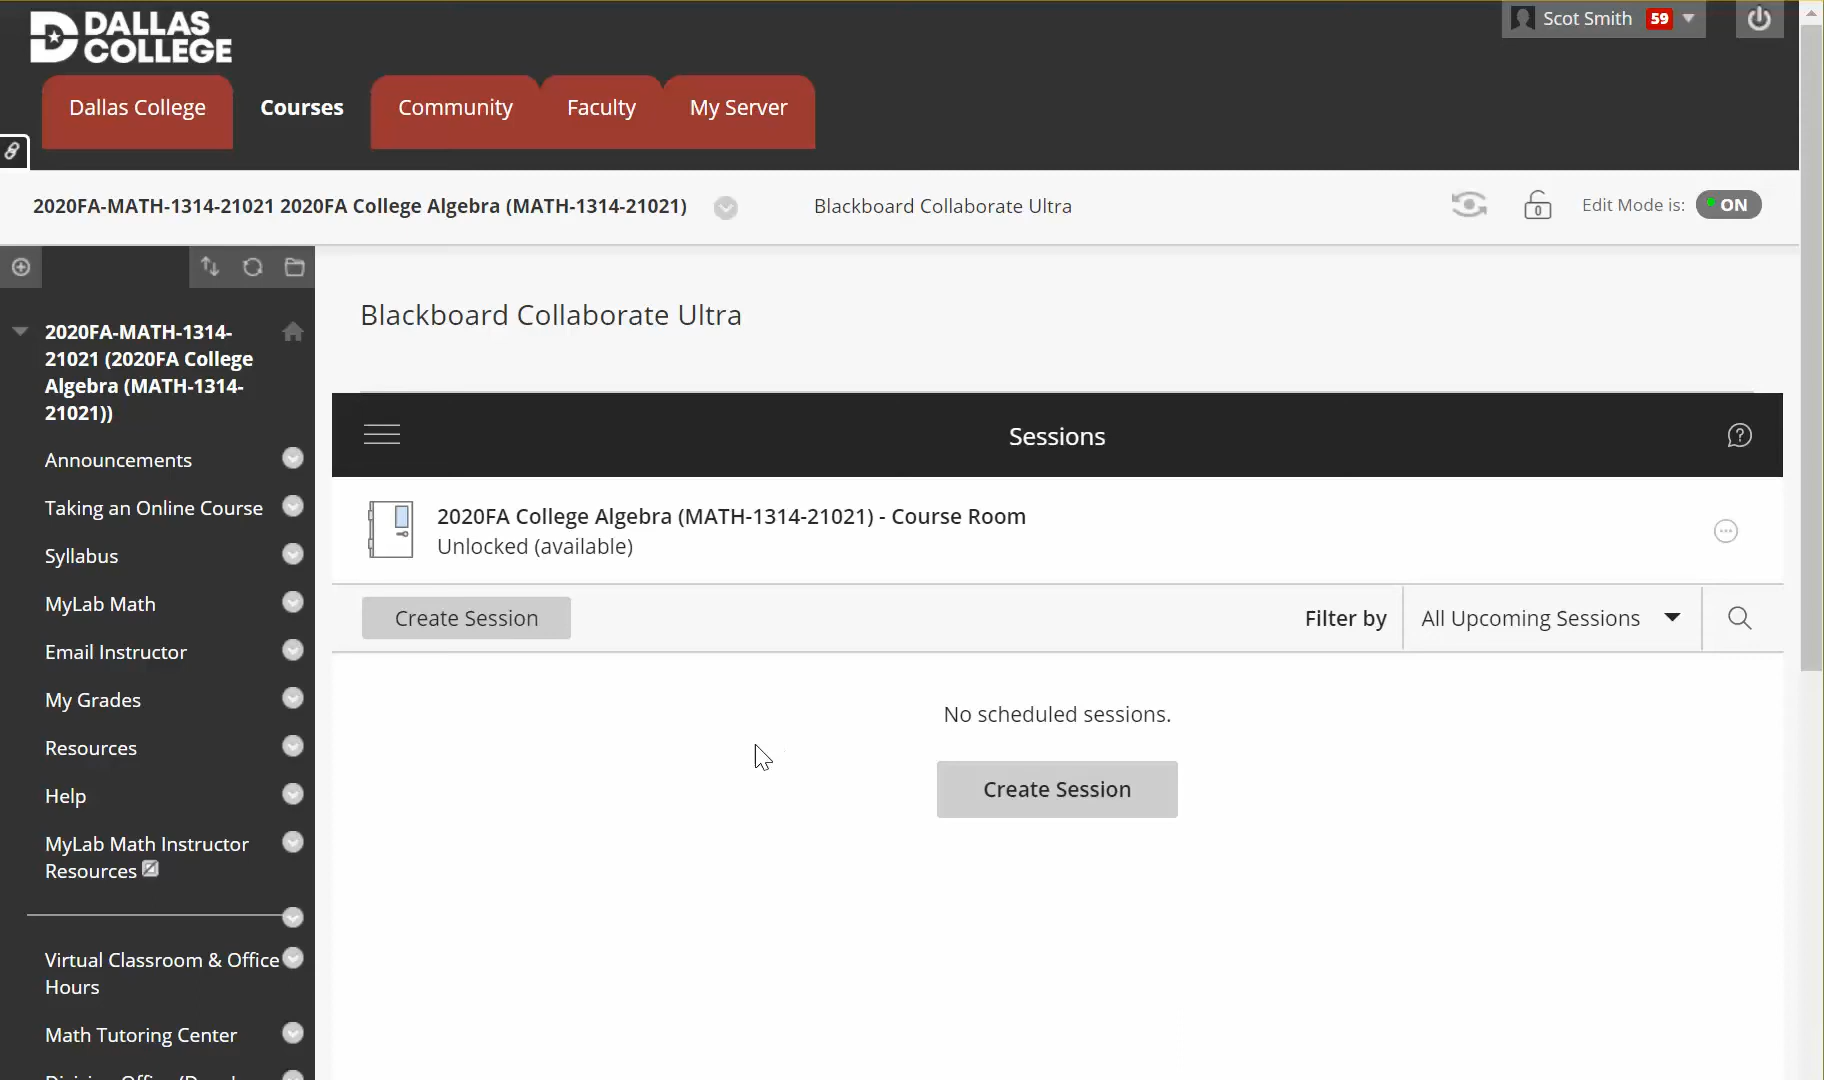 DALLAS
COLLEGE
Scot Smith 59
Dallas College
Courses
Community
Faculty
My Server
2020FA-MATH-1314-21021 2020FA College Algebra (MATH-1314-21021)
Blackboard Collaborate Ultra
0
Edit Mode is: ON
2020FA-MATH-1314-
21021 (2020FA College
Algebra (MATH-1314-
21021))
Announcements
Taking an Online Course
Syllabus
MyLab Math
Email Instructor
My Grades
Resources
Help
MyLab Math Instructor
Resources
Virtual Classroom & Office
Hours
Math Tutoring Center
Blackboard Collaborate Ultra
Sessions
2020FA College Algebra (MATH-1314-21021) - Course Room
Unlocked (available)
Create Session
Filter by
All Upcoming Sessions
No scheduled sessions.
Create Session